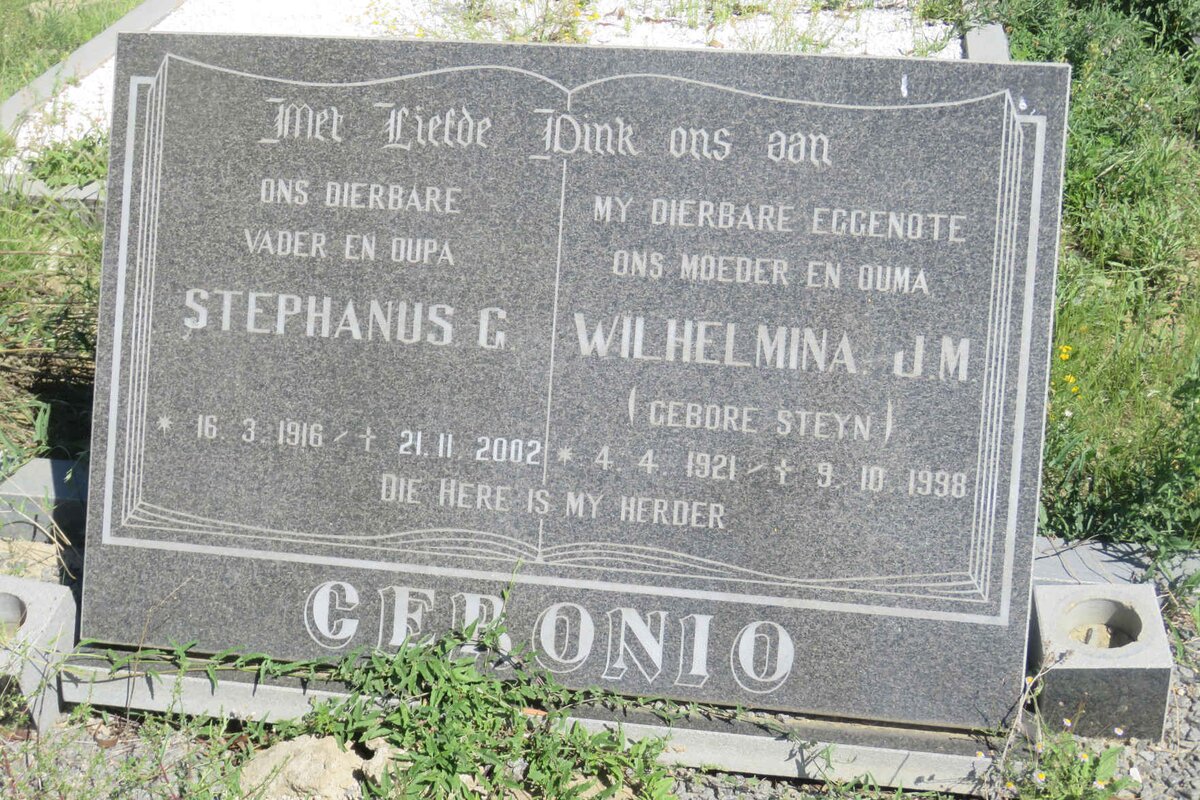 Met Liefde Dink ons aan
ONS DIERBARE
VADER EN OUPA
STEPHANUS G
* 16. 3. 1916 / † 21. 11. 2002
MY DIERBARE EGGENOTE
ONS MOEDER EN OUMA
WILHELMINA J.M.
(GEBORE STEYN)
* 4. 4. 1921 / † 9. 10. 1998
DIE HERE IS MY HERDER
GERONIO